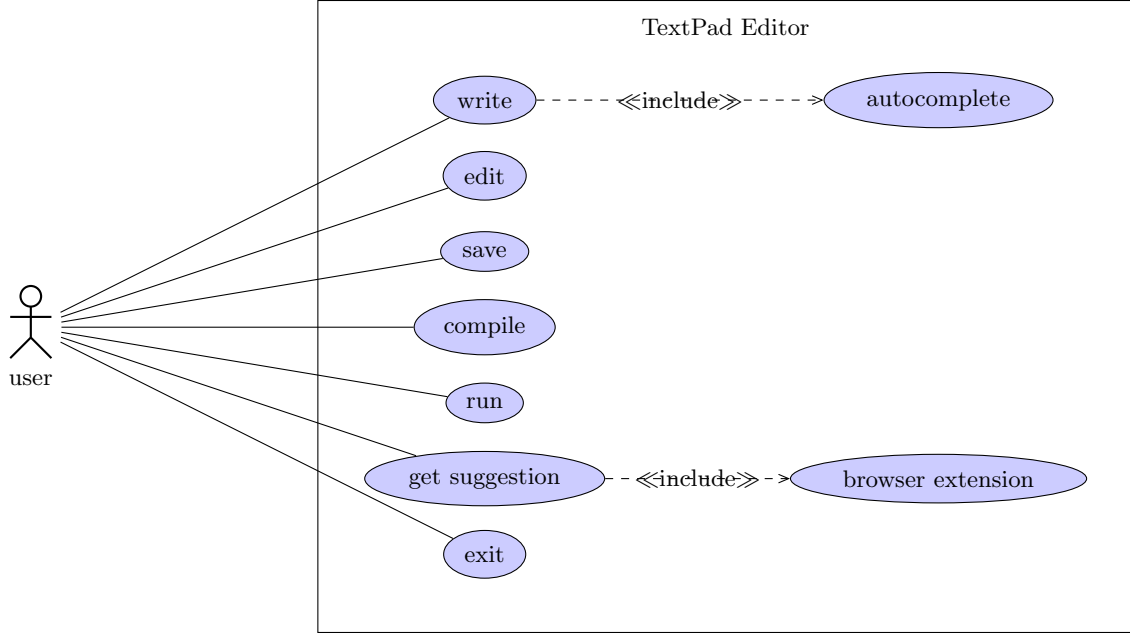 TextPad Editor
write
≪include≫
autocomplete
edit
save
compile
user
run
get suggestion
≪include≫
browser extension
exit